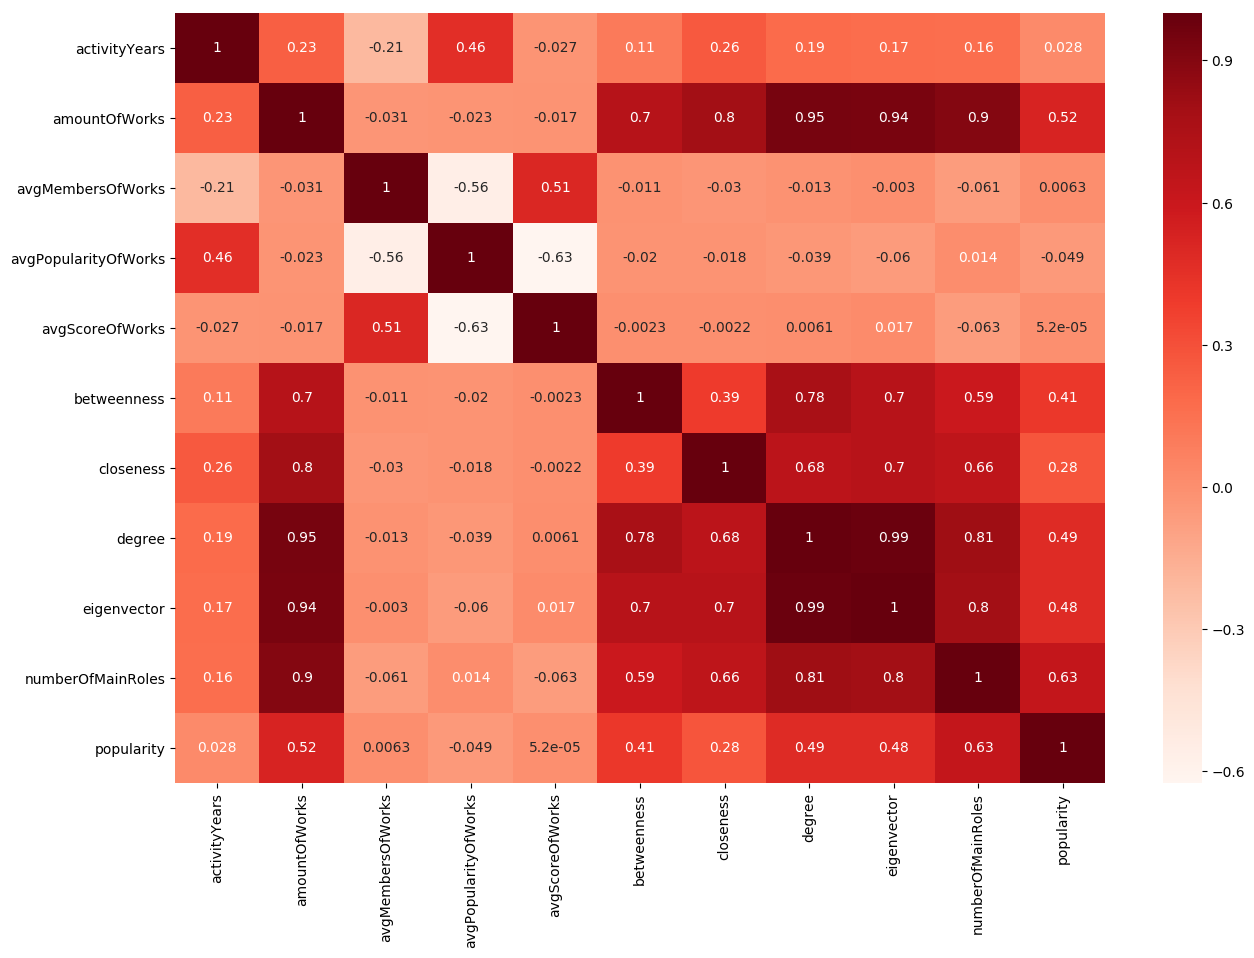 activityYears 1 0.23 -0.21 0.46 -0.027 0.11 0.26 0.19 0.17 0.16 0.028
amountOfWorks 0.23 1 -0.031 -0.023 -0.017 0.7 0.8 0.95 0.94 0.9 0.52
avgMembersOfWorks -0.21 -0.031 1 -0.56 0.51 -0.011 -0.03 -0.013 -0.003 -0.061 0.0063
avgPopularityOfWorks 0.46 -0.023 -0.56 1 -0.63 -0.02 -0.018 -0.039 -0.06 0.014 -0.049
avgScoreOfWorks -0.027 -0.017 0.51 -0.63 1 -0.0023 -0.0022 0.0061 0.017 -0.063 5.2e-05
betweenness 0.11 0.7 -0.011 -0.02 -0.0023 1 0.39 0.78 0.7 0.59 0.41
closeness 0.26 0.8 -0.03 -0.018 -0.0022 0.39 1 0.68 0.7 0.66 0.28
degree 0.19 0.95 -0.013 -0.039 0.0061 0.78 0.68 1 0.99 0.81 0.49
eigenvector 0.17 0.94 -0.003 -0.06 0.017 0.7 0.7 0.99 1 0.8 0.48
numberOfMainRoles 0.16 0.9 -0.061 0.014 -0.063 0.59 0.66 0.81 0.8 1 0.63
popularity 0.028 0.52 0.0063 -0.049 5.2e-05 0.41 0.28 0.49 0.48 0.63 1
activityYears
amountOfWorks
avgMembersOfWorks
avgPopularityOfWorks
avgScoreOfWorks
betweenness
closeness
degree
eigenvector
numberOfMainRoles
popularity
0.9
0.6
0.3
0.0
−0.3
−0.6